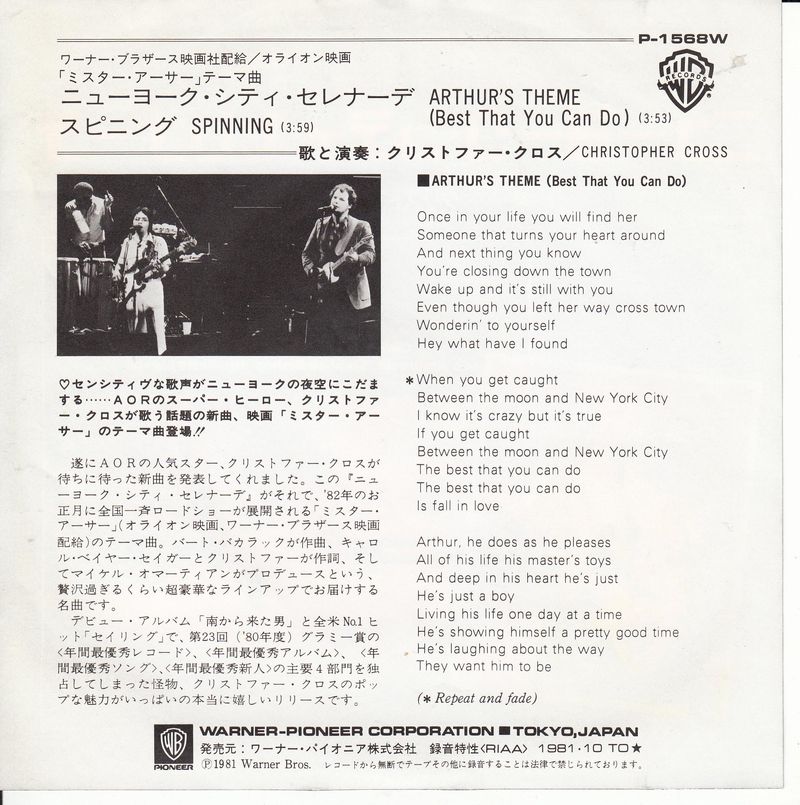 P-1568W
ワーナー・ブラザース映画社配給／オライオン映画
「ミスター・アーサー」テーマ曲
ニューヨーク・シティ・セレナーデ ARTHUR'S THEME
(Best That You Can Do) (3:53)
スピニング SPINNING (3:59)
WB
RECORDS
歌と演奏：クリストファー・クロス／CHRISTOPHER CROSS
♡センシティヴな歌声がニューヨークの夜空にこだま
する……AORのスーパー・ヒーロー、クリストファ
ー・クロスが歌う話題の新曲、映画「ミスター・アー
サー」のテーマ曲登場!!
遂にAORの人気スター、クリストファー・クロスが
待ちに待った新曲を発表してくれました。この『ニュ
ーヨーク・シティ・セレナーデ』がそれで、'82年のお
正月に全国一斉ロードショーが展開される「ミスター・
アーサー」(オライオン映画、ワーナー・ブラザース映画
配給)のテーマ曲。バート・バカラックが作曲、キャロ
ル・ベイヤー・セイガーとクリストファーが作詞、そし
てマイケル・オマーティアンがプロデュースという、
贅沢過ぎるくらい超豪華なラインアップでお届けする
名曲です。
デビュー・アルバム「南から来た男」と全米No.1ヒ
ット「セイリング」で、第23回('80年度)グラミー賞の
〈年間最優秀レコード〉、〈年間最優秀アルバム〉、〈年
間最優秀ソング〉、〈年間最優秀新人〉の主要4部門を独
占してしまった怪物、クリストファー・クロスのポッ
プな魅力がいっぱいの本当に嬉しいリリースです。
■ARTHUR'S THEME (Best That You Can Do)
Once in your life you will find her
Someone that turns your heart around
And next thing you know
You're closing down the town
Wake up and it's still with you
Even though you left her way cross town
Wonderin' to yourself
Hey what have I found
*When you get caught
Between the moon and New York City
I know it's crazy but it's true
If you get caught
Between the moon and New York City
The best that you can do
The best that you can do
Is fall in love
Arthur, he does as he pleases
All of his life his master's toys
And deep in his heart he's just
He's just a boy
Living his life one day at a time
He's showing himself a pretty good time
He's laughing about the way
They want him to be
(* Repeat and fade)
WB
PIONEER
WARNER-PIONEER CORPORATION ■ TOKYO, JAPAN
発売元：ワーナー・パイオニア株式会社 録音特性〈RIAA〉 1981・10 TO★
Ⓟ1981 Warner Bros. レコードから無断でテープその他に録音することは法律で禁じられております。